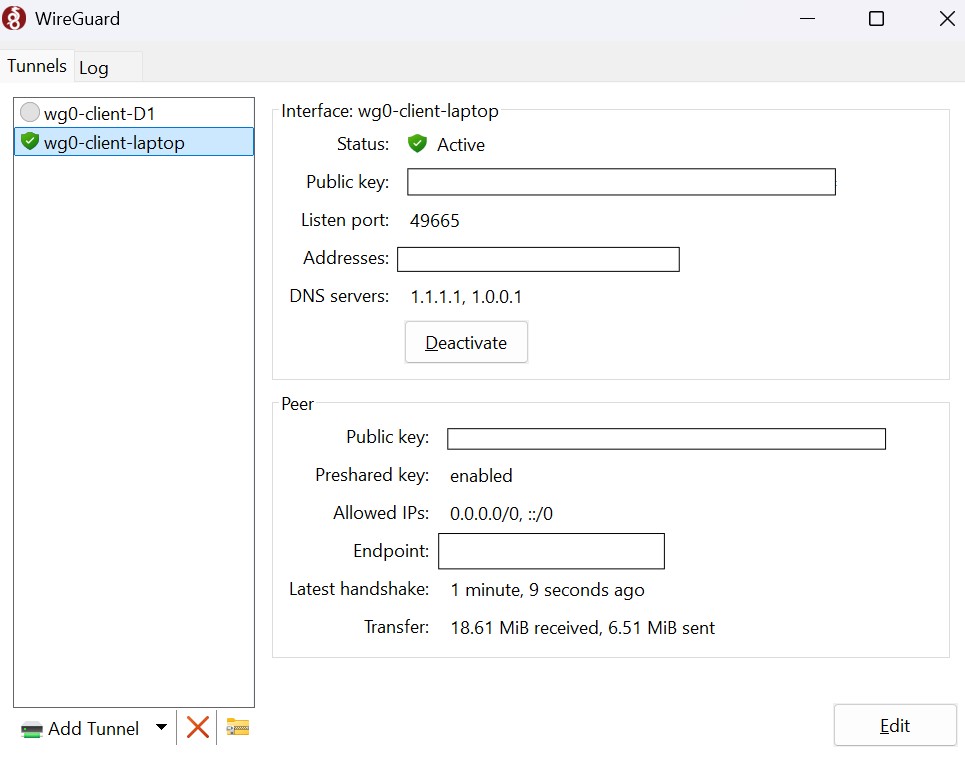 WireGuard
Tunnels
Log
wg0-client-D1
wg0-client-laptop
Interface: wg0-client-laptop
Status: Active
Public key:
Listen port: 49665
Addresses:
DNS servers: 1.1.1.1, 1.0.0.1
Deactivate
Peer
Public key:
Preshared key: enabled
Allowed IPs: 0.0.0.0/0, ::/0
Endpoint:
Latest handshake: 1 minute, 9 seconds ago
Transfer: 18.61 MiB received, 6.51 MiB sent
Add Tunnel
Edit